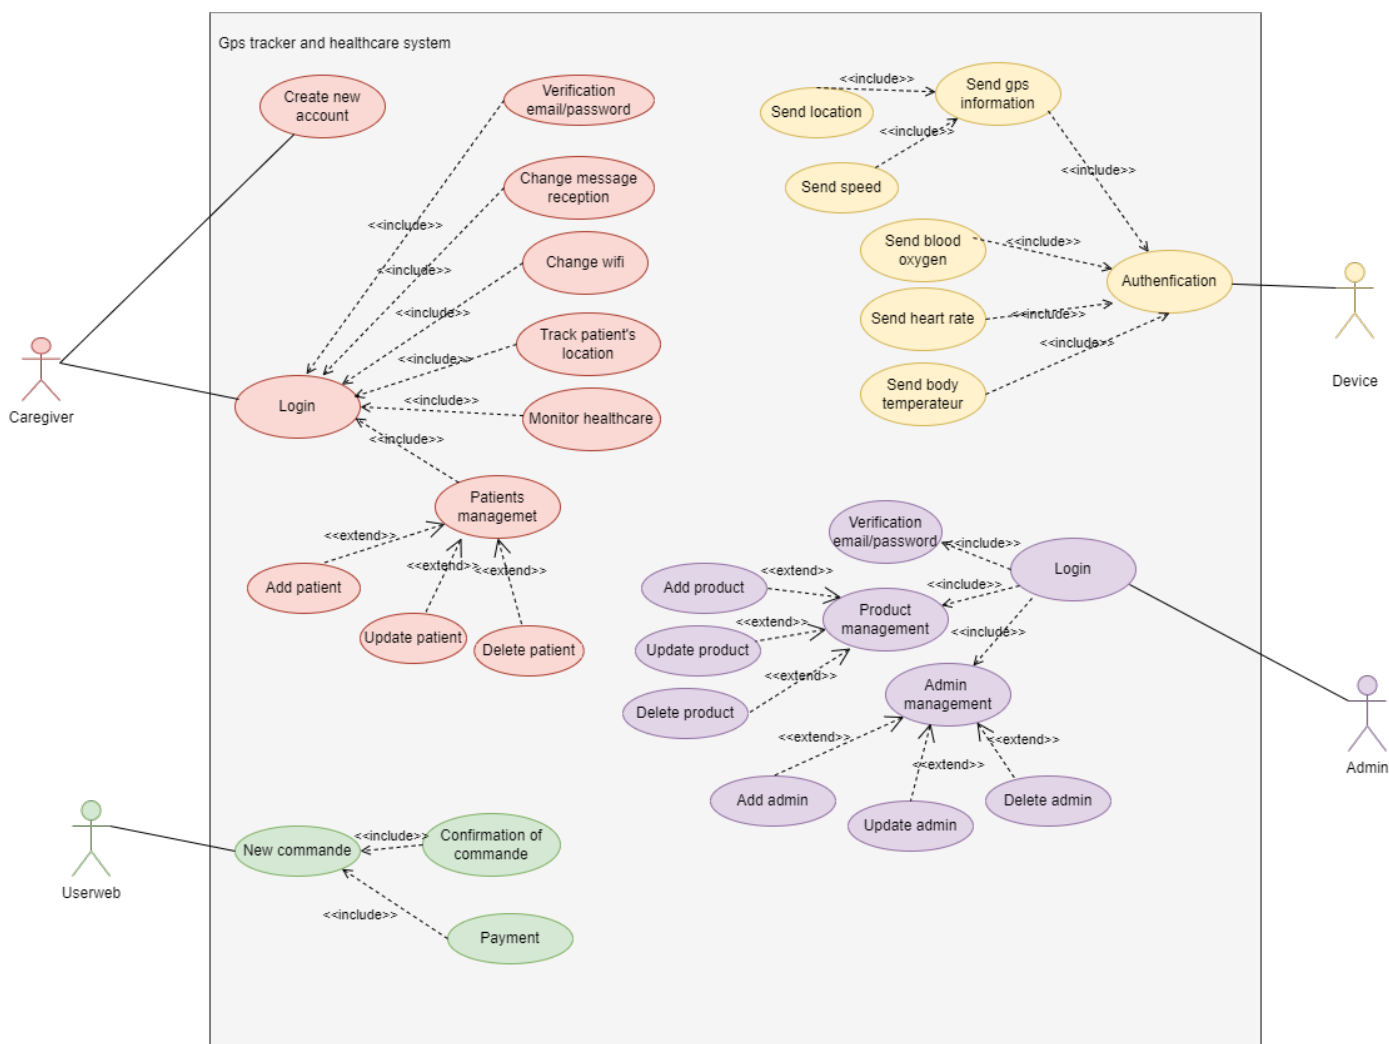 Gps tracker and healthcare system
Create new
account
Verification
email/password
<<include>>
Send gps
information
Send location
<<include>>
Send speed
<<include>>
Change message
reception
<<include>>
<<include>>
Change wifi
<<include>>
Track patient's
location
<<include>>
Monitor healthcare
<<include>>
Login
<<include>>
Caregiver
Send blood
oxygen
<<include>>
Authenfication
Send heart rate
<<include>>
<<include>>
Send body
temperateur
Device
Patients
managemet
<<extend>>
<<extend>>
<<extend>>
Add patient
Update patient
Delete patient
Verification
email/password
<<include>>
Login
Add product
<<extend>>
<<include>>
Product
management
<<extend>>
<<include>>
Update product
<<extend>>
Delete product
Admin
management
<<extend>>
<<extend>>
<<extend>>
Add admin
Update admin
Delete admin
Admin
Userweb
New commande
<<include>>
Confirmation of
commande
<<include>>
Payment